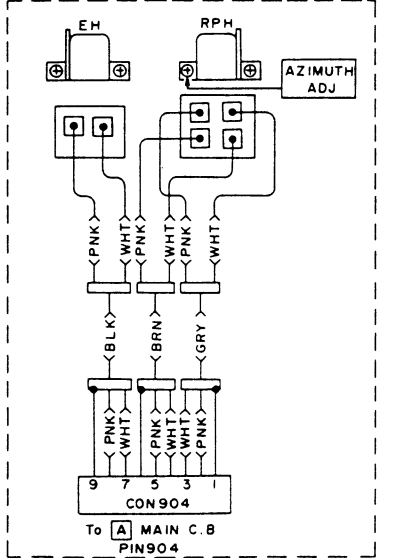 EH
RPH
AZIMUTH
ADJ
PNK
WHT
PNK
WHT
PNK
WHT
BLK
BRN
GRY
PNK
WHT
PNK
WHT
WHT
PNK
9 7 5 3 1
CON904
To A MAIN C.B
PIN904